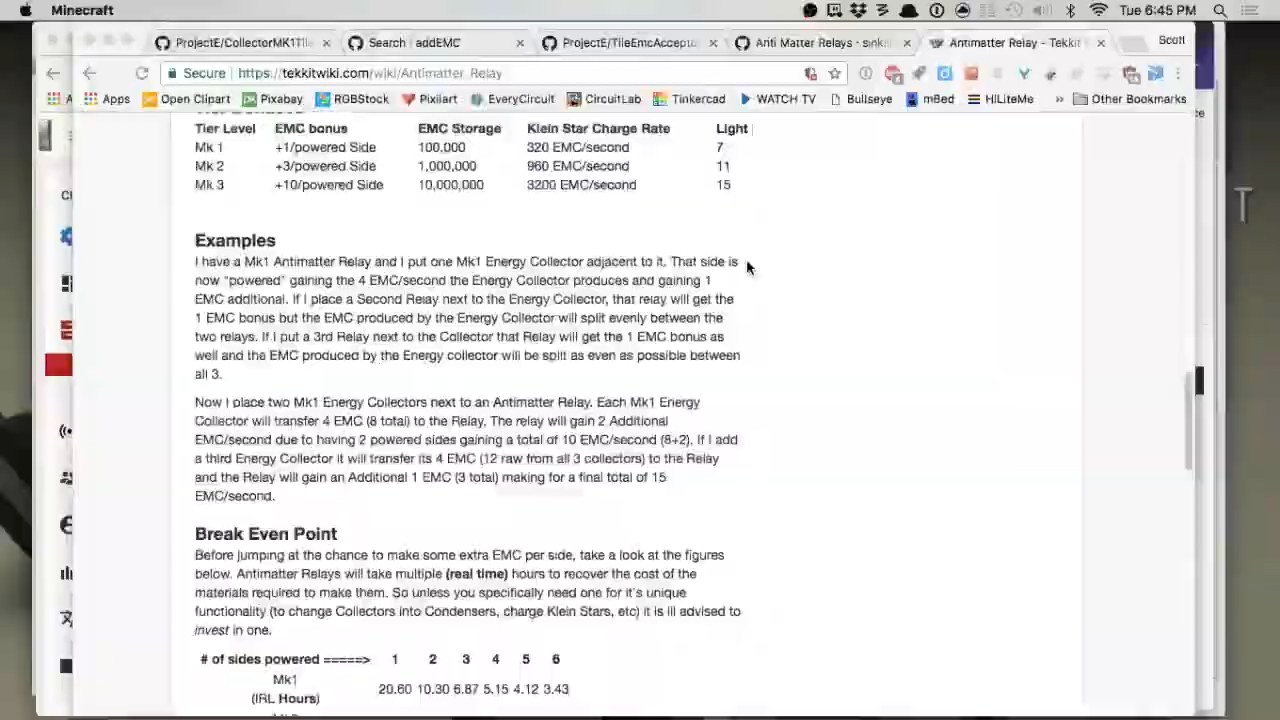 Minecraft
Tue 6:45 PM
ProjectE/CollectorMK1Tile
Search · addEMC
ProjectE/TileEmcAccepto
Anti Matter Relays - sinkin
Antimatter Relay - Tekkit
Scott
Secure https://tekkitwiki.com/wiki/Antimatter_Relay
A Apps Open Clipart Pixabay RGBStock Pixilart EveryCircuit CircuitLab Tinkercad WATCH TV Bullseye mBed HiLiteMe » Other Bookmarks
Tier Level EMC bonus EMC Storage Klein Star Charge Rate Light
Mk 1 +1/powered Side 100,000 320 EMC/second 7
Mk 2 +3/powered Side 1,000,000 960 EMC/second 11
Mk 3 +10/powered Side 10,000,000 3200 EMC/second 15
Examples
I have a Mk1 Antimatter Relay and I put one Mk1 Energy Collector adjacent to it. That side is
now "powered" gaining the 4 EMC/second the Energy Collector produces and gaining 1
EMC additional. If I place a Second Relay next to the Energy Collector, that relay will get the
1 EMC bonus but the EMC produced by the Energy Collector will split evenly between the
two relays. If I put a 3rd Relay next to the Collector that Relay will get the 1 EMC bonus as
well and the EMC produced by the Energy collector will be split as even as possible between
all 3.
Now I place two Mk1 Energy Collectors next to an Antimatter Relay. Each Mk1 Energy
Collector will transfer 4 EMC (8 total) to the Relay. The relay will gain 2 Additional
EMC/second due to having 2 powered sides gaining a total of 10 EMC/second (8+2). If I add
a third Energy Collector it will transfer its 4 EMC (12 raw from all 3 collectors) to the Relay
and the Relay will gain an Additional 1 EMC (3 total) making for a final total of 15
EMC/second.
Break Even Point
Before jumping at the chance to make some extra EMC per side, take a look at the figures
below. Antimatter Relays will take multiple (real time) hours to recover the cost of the
materials required to make them. So unless you specifically need one for it's unique
functionality (to change Collectors into Condensers, charge Klein Stars, etc) it is ill advised to
invest in one.
# of sides powered =====> 1 2 3 4 5 6
Mk1
(IRL Hours)
20.60 10.30 6.87 5.15 4.12 3.43